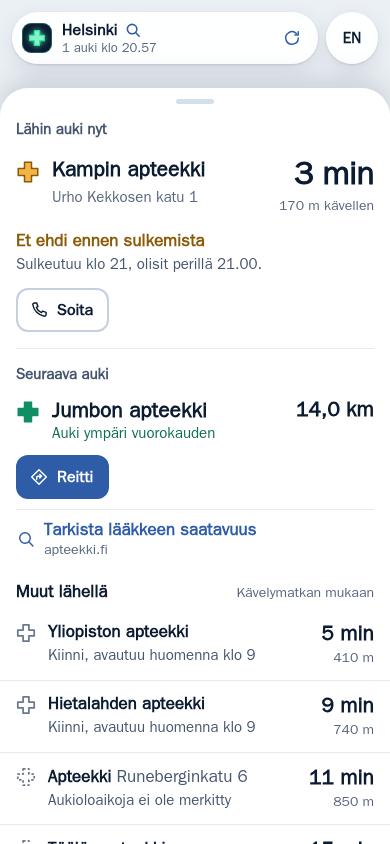 Helsinki
1 auki klo 20.57
EN
Lähin auki nyt
Kampin apteekki
3 min
Urho Kekkosen katu 1
170 m kävellen
Et ehdi ennen sulkemista
Sulkeutuu klo 21, olisit perillä 21.00.
Soita
Seuraava auki
Jumbon apteekki
14,0 km
Auki ympäri vuorokauden
Reitti
Tarkista lääkkeen saatavuus
apteekki.fi
Muut lähellä
Kävelymatkan mukaan
Yliopiston apteekki
5 min
Kiinni, avautuu huomenna klo 9
410 m
Hietalahden apteekki
9 min
Kiinni, avautuu huomenna klo 9
740 m
Apteekki Runeberginkatu 6
11 min
Aukioloaikoja ei ole merkitty
850 m